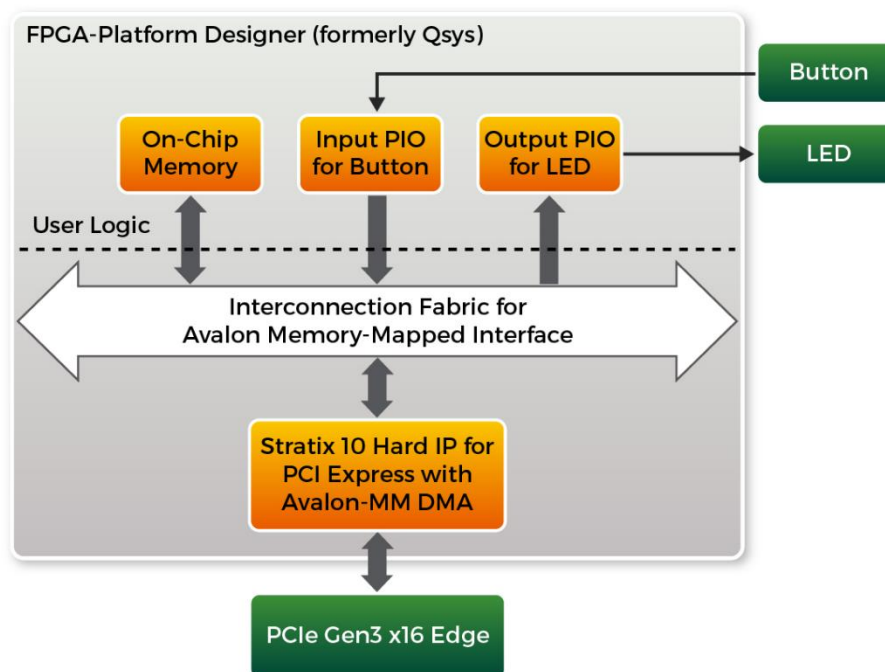 FPGA-Platform Designer (formerly Qsys)
Button
On-Chip
Memory
Input PIO
for Button
Output PIO
for LED
LED
User Logic
Interconnection Fabric for
Avalon Memory-Mapped Interface
Stratix 10 Hard IP for
PCI Express with
Avalon-MM DMA
PCIe Gen3 x16 Edge